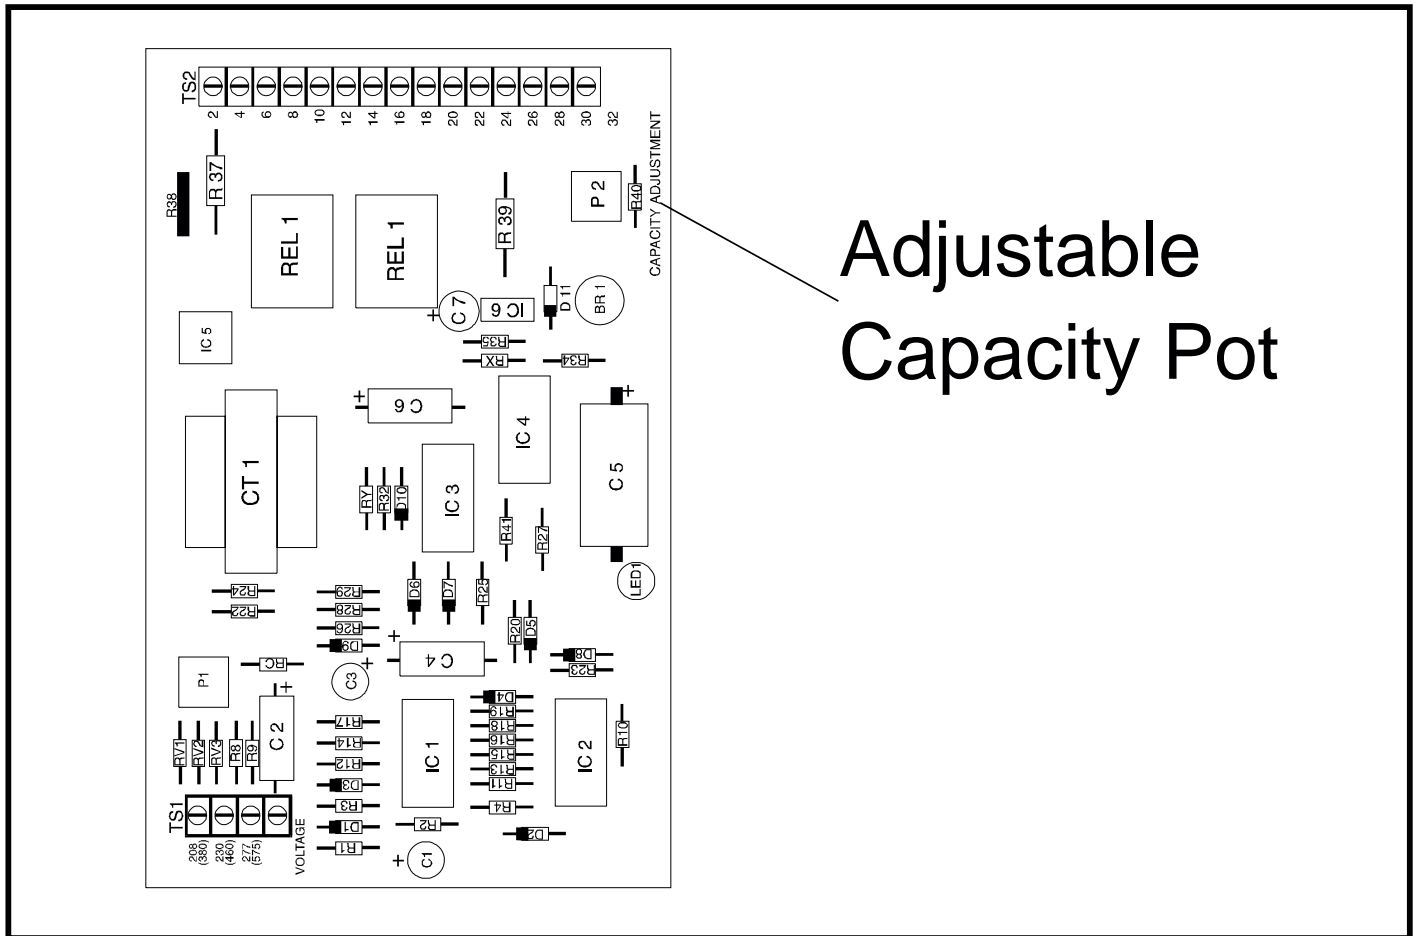 TS2
2 4 6 8 10 12 14 16 18 20 22 24 26 28 30 32
R38
R 37
REL 1
REL 1
R 39
P 2
R40
CAPACITY ADJUSTMENT
Adjustable
Capacity Pot
C 7
IC 6
D 11
BR 1
IC 5
R35
RX
R34
C 6
IC 4
CT 1
C 5
IC 3
RY
R32
D10
R41
R27
LED1
R24
R22
R29
R28
R26
D9
D6
D7
R25
R20
D5
D8
R23
C 4
P1
RC
C3
D4
R19
R18
R16
R15
R13
R11
R4
D2
IC 1
IC 2
R10
RV1
RV2
RV3
R8
R9
C 2
R17
R14
R12
D3
R3
D1
R1
R2
C1
TS1
208
(380)
230
(460)
277
(575)
VOLTAGE